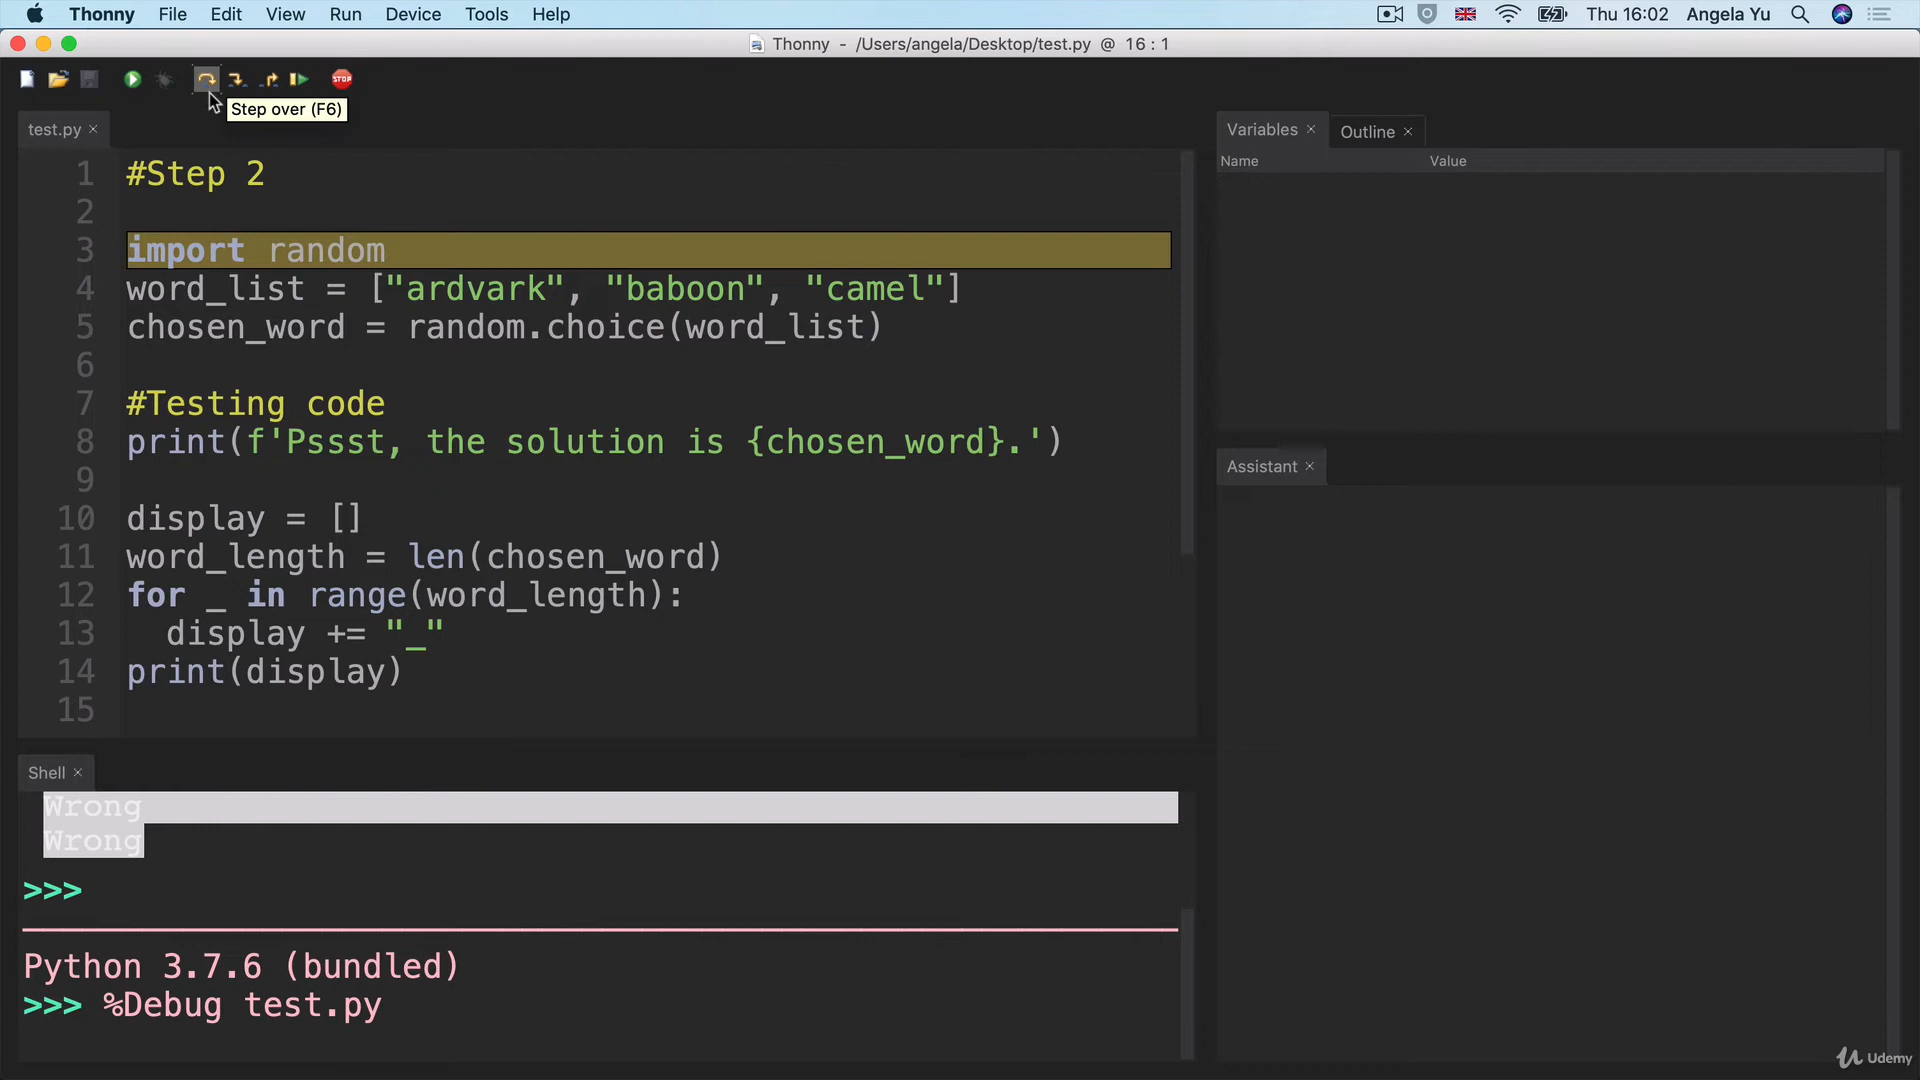 Thonny File Edit View Run Device Tools Help Thu 16:02 Angela Yu
Thonny - /Users/angela/Desktop/test.py @ 16 : 1
STOP
Step over (F6)
test.py ×
1 #Step 2
2
3 import random
4 word_list = ["ardvark", "baboon", "camel"]
5 chosen_word = random.choice(word_list)
6
7 #Testing code
8 print(f'Pssst, the solution is {chosen_word}.')
9
10 display = []
11 word_length = len(chosen_word)
12 for _ in range(word_length):
13 display += "_"
14 print(display)
15
Variables × Outline ×
Name Value
Assistant ×
Shell ×
Wrong
Wrong
>>>
Python 3.7.6 (bundled)
>>> %Debug test.py
Udemy